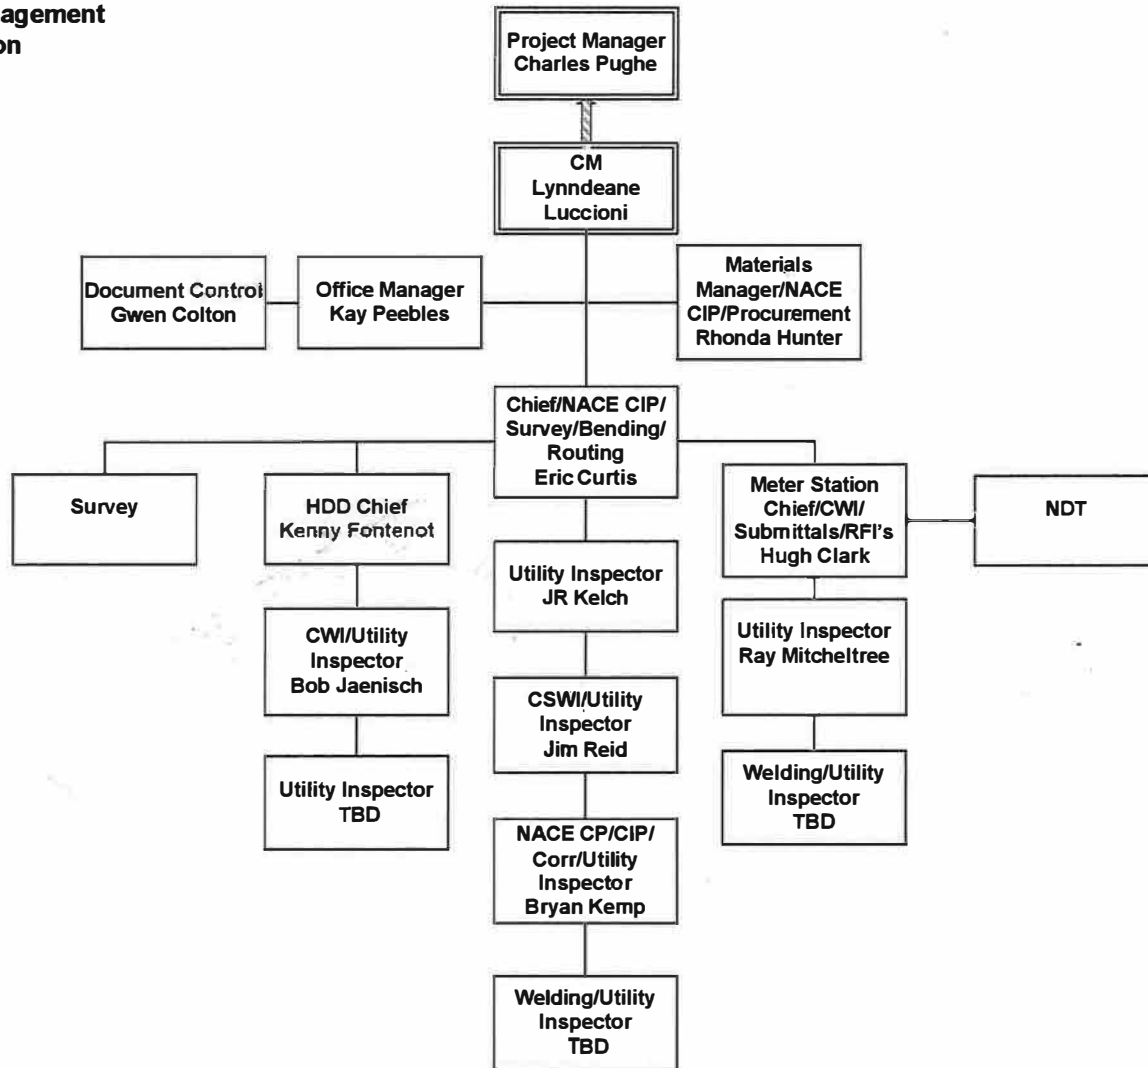 Project Manager
Charles Pughe
CM
Lynndeane
Luccioni
Document Control
Gwen Colton
Office Manager
Kay Peebles
Materials
Manager/NACE
CIP/Procurement
Rhonda Hunter
Chief/NACE CIP/
Survey/Bending/
Routing
Eric Curtis
Survey
HDD Chief
Kenny Fontenot
Meter Station
Chief/CWI/
Submittals/RFI's
Hugh Clark
NDT
Utility Inspector
JR Kelch
CWI/Utility
Inspector
Bob Jaenisch
Utility Inspector
Ray Mitcheltree
CSWI/Utility
Inspector
Jim Reid
Utility Inspector
TBD
Welding/Utility
Inspector
TBD
NACE CP/CIP/
Corr/Utility
Inspector
Bryan Kemp
Welding/Utility
Inspector
TBD